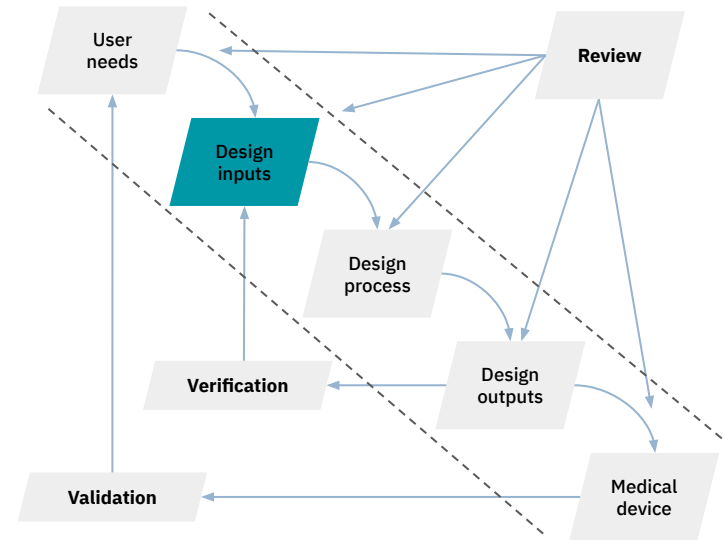 User
needs
Review
Design
inputs
Design
process
Design
outputs
Verification
Medical
device
Validation